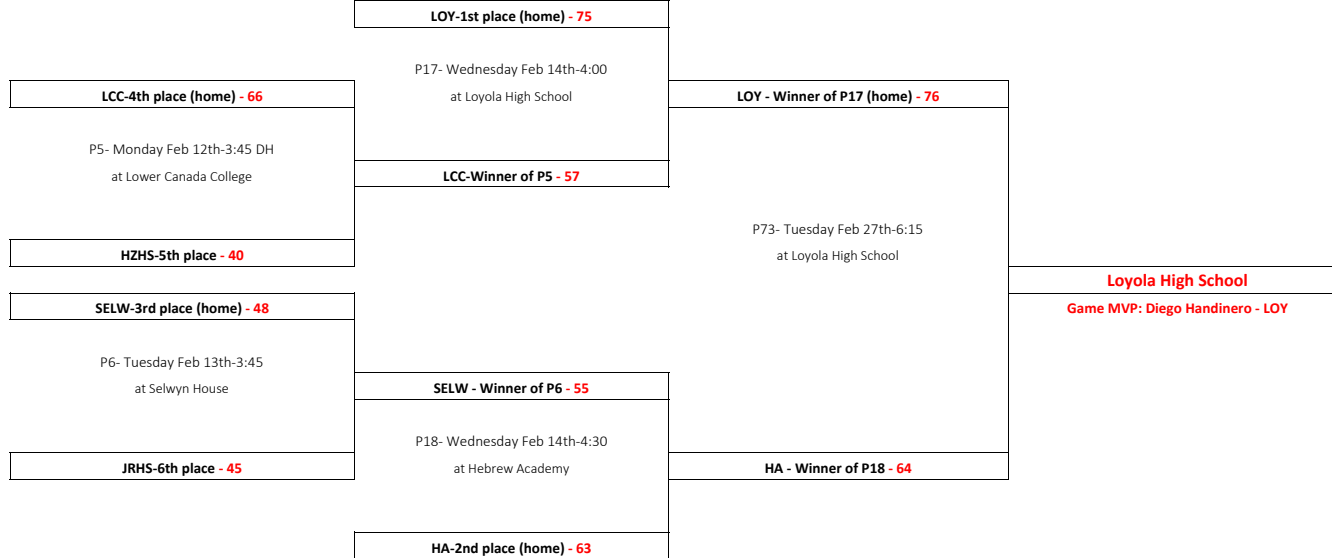 LOY-1st place (home) - 75
P17- Wednesday Feb 14th-4:00
at Loyola High School
LCC-4th place (home) - 66
LOY - Winner of P17 (home) - 76
P5- Monday Feb 12th-3:45 DH
at Lower Canada College
LCC-Winner of P5 - 57
P73- Tuesday Feb 27th-6:15
at Loyola High School
HZHS-5th place - 40
Loyola High School
SELW-3rd place (home) - 48
Game MVP: Diego Handinero - LOY
P6- Tuesday Feb 13th-3:45
at Selwyn House
SELW - Winner of P6 - 55
P18- Wednesday Feb 14th-4:30
at Hebrew Academy
JRHS-6th place - 45
HA - Winner of P18 - 64
HA-2nd place (home) - 63